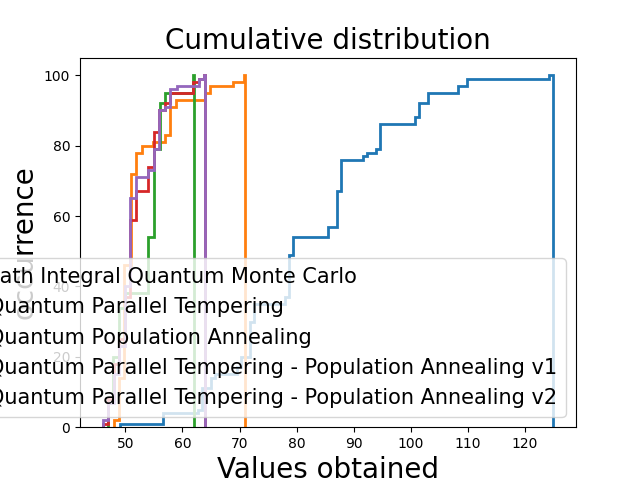 Cumulative distribution
100
80
60
40
20
0
occurrence
ath Integral Quantum Monte Carlo
Quantum Parallel Tempering
Quantum Population Annealing
Quantum Parallel Tempering - Population Annealing v1
Quantum Parallel Tempering - Population Annealing v2
50 60 70 80 90 100 110 120
Values obtained